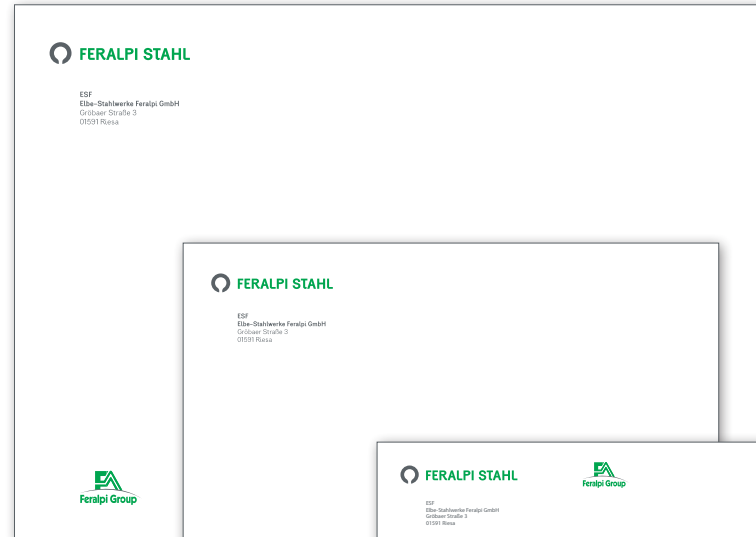 FERALPI STAHL
ESF
Elbe-Stahlwerke Feralpi GmbH
Gröbaer Straße 3
01591 Riesa
FERALPI STAHL
ESF
Elbe-Stahlwerke Feralpi GmbH
Gröbaer Straße 3
01591 Riesa
FERALPI STAHL
Feralpi Group
ESF
Elbe-Stahlwerke Feralpi GmbH
Gröbaer Straße 3
01591 Riesa
Feralpi Group